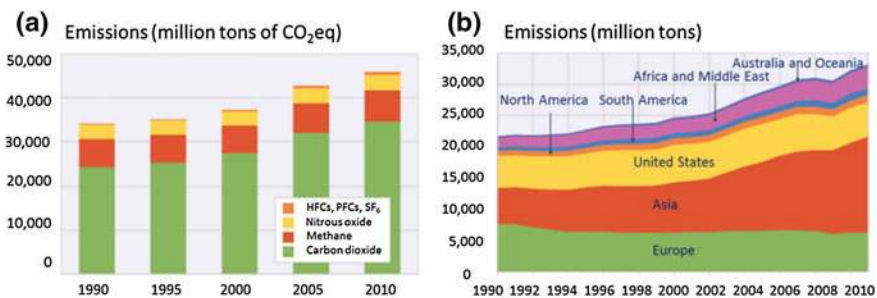 (a) Emissions (million tons of CO₂eq)
50,000
40,000
30,000
20,000
10,000
0
HFCs, PFCs, SF₆
Nitrous oxide
Methane
Carbon dioxide
1990 1995 2000 2005 2010
(b) Emissions (million tons)
35,000
30,000
25,000
20,000
15,000
10,000
5,000
0
Australia and Oceania
Africa and Middle East
North America South America
United States
Asia
Europe
1990 1992 1994 1996 1998 2000 2002 2004 2006 2008 2010